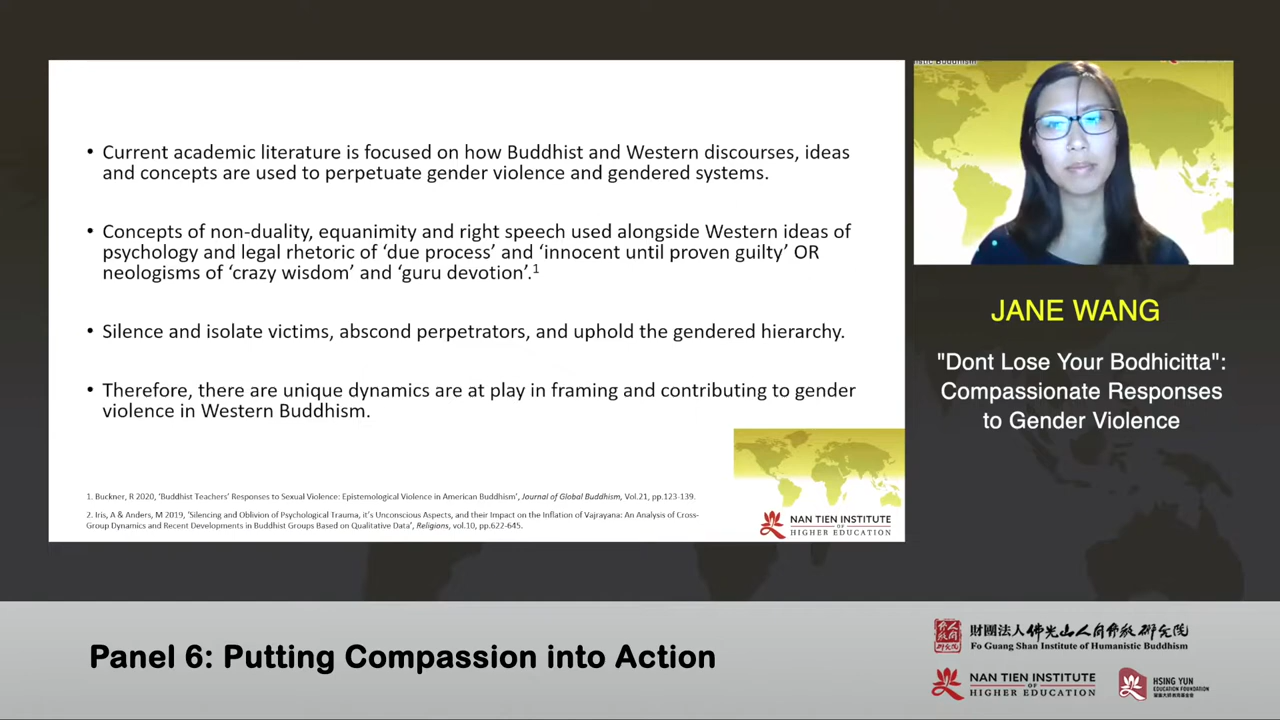 • Current academic literature is focused on how Buddhist and Western discourses, ideas
and concepts are used to perpetuate gender violence and gendered systems.
• Concepts of non-duality, equanimity and right speech used alongside Western ideas of
psychology and legal rhetoric of ‘due process’ and ‘innocent until proven guilty’ OR
neologisms of ‘crazy wisdom’ and ‘guru devotion’.1
• Silence and isolate victims, abscond perpetrators, and uphold the gendered hierarchy.
• Therefore, there are unique dynamics are at play in framing and contributing to gender
violence in Western Buddhism.
1. Buckner, R 2020, ‘Buddhist Teachers’ Responses to Sexual Violence: Epistemological Violence in American Buddhism’, Journal of Global Buddhism, Vol.21, pp.123-139.
2. Iris, A & Anders, M 2019, ‘Silencing and Oblivion of Psychological Trauma, it’s Unconscious Aspects, and their Impact on the Inflation of Vajrayana: An Analysis of Cross-
Group Dynamics and Recent Developments in Buddhist Groups Based on Qualitative Data’, Religions, vol.10, pp.622-645.
NAN TIEN INSTITUTE
OF
HIGHER EDUCATION
JANE WANG
"Dont Lose Your Bodhicitta":
Compassionate Responses
to Gender Violence
Panel 6: Putting Compassion into Action
財團法人佛光山人間佛教研究院
Fo Guang Shan Institute of Humanistic Buddhism
NAN TIEN INSTITUTE
OF
HIGHER EDUCATION
HSING YUN
EDUCATION FOUNDATION